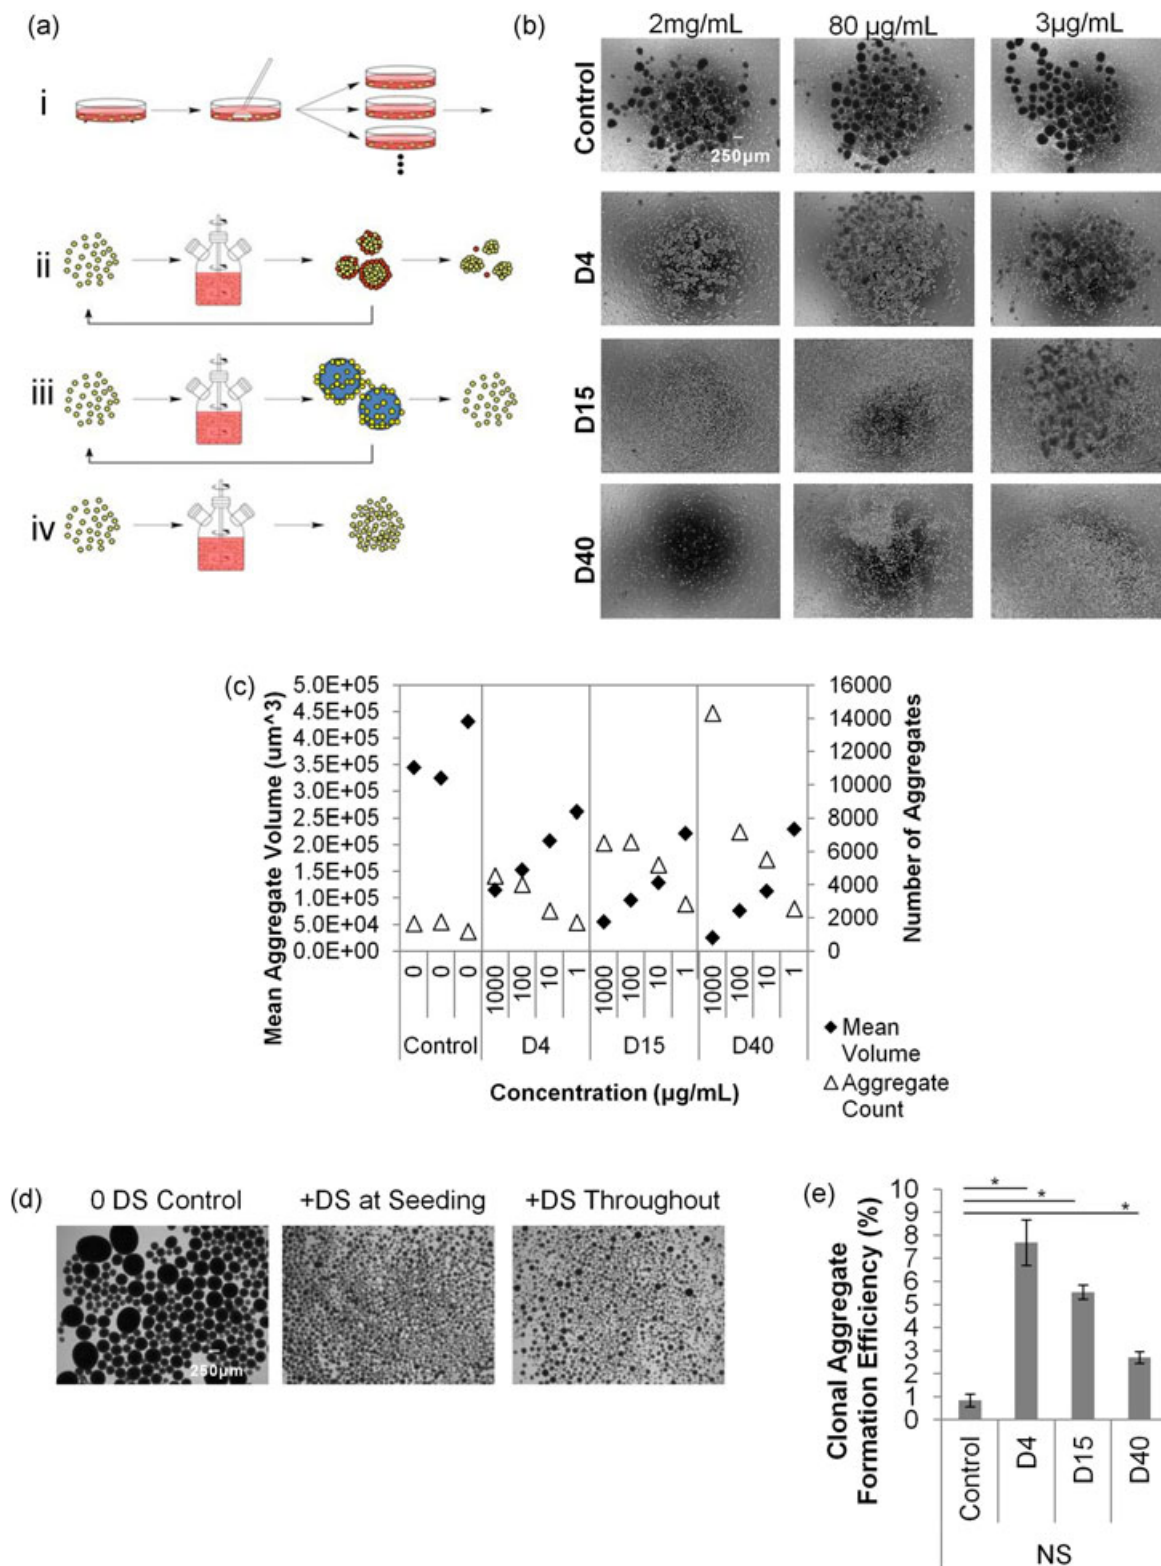 (a)
i
ii
iii
iv
(b)
2mg/mL 80 µg/mL 3µg/mL
Control
250µm
D4
D15
D40
(c)
Mean Aggregate Volume (um^3)
5.0E+05
4.5E+05
4.0E+05
3.5E+05
3.0E+05
2.5E+05
2.0E+05
1.5E+05
1.0E+05
5.0E+04
0.0E+00
16000
14000
12000
10000
8000
6000
4000
2000
0
Number of Aggregates
0 0 0 1000 100 10 1 1000 100 10 1 1000 100 10 1
Control D4 D15 D40
Concentration (µg/mL)
Mean
Volume
Aggregate
Count
(d)
0 DS Control +DS at Seeding +DS Throughout
250µm
(e)
Clonal Aggregate
Formation Efficiency (%)
10
9
8
7
6
5
4
3
2
1
0
* * *
Control D4 D15 D40
NS